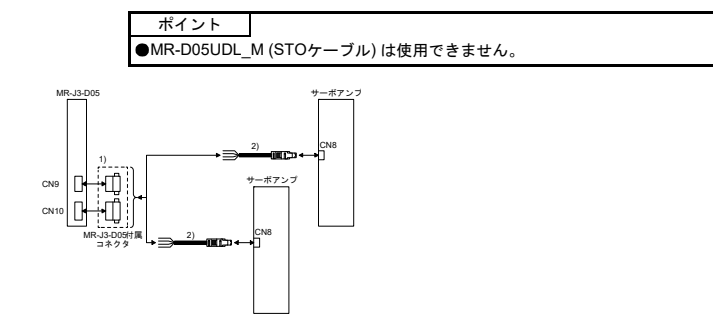 ポイント
●MR-D05UDL_M (STOケーブル) は使用できません。
MR-J3-D05
サーボアンプ
1)
2)
CN8
CN9
サーボアンプ
CN10
MR-J3-D05付属
コネクタ
2)
CN8